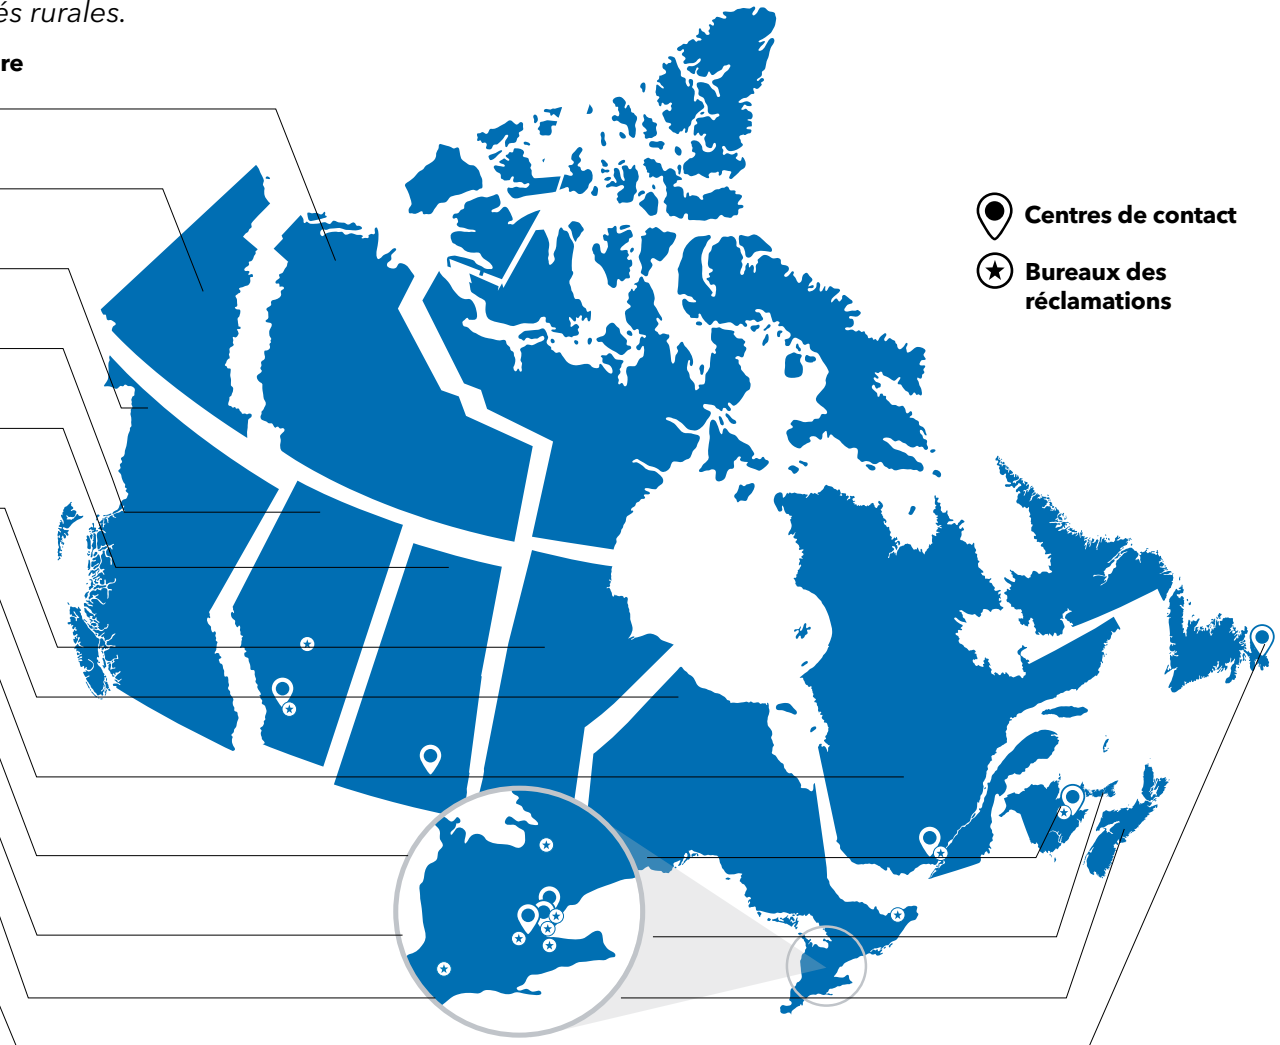 és rurales.
re
Centres de contact
Bureaux des
réclamations